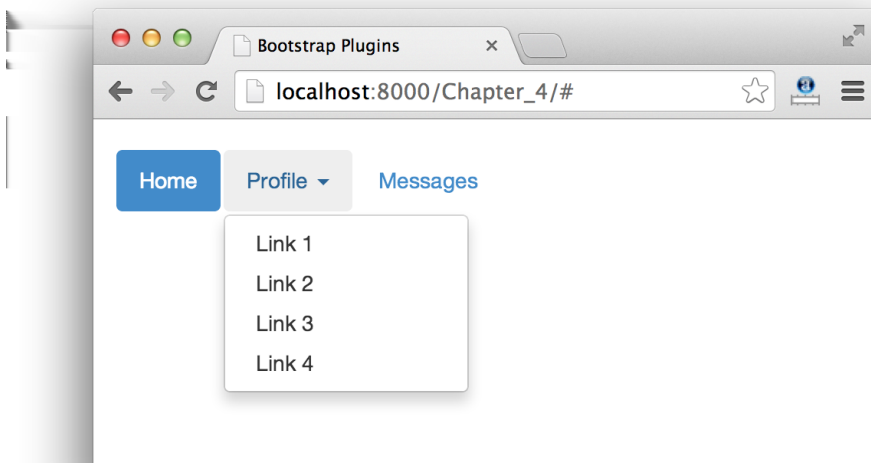 Bootstrap Plugins
localhost:8000/Chapter_4/#
Home Profile Messages
Link 1
Link 2
Link 3
Link 4